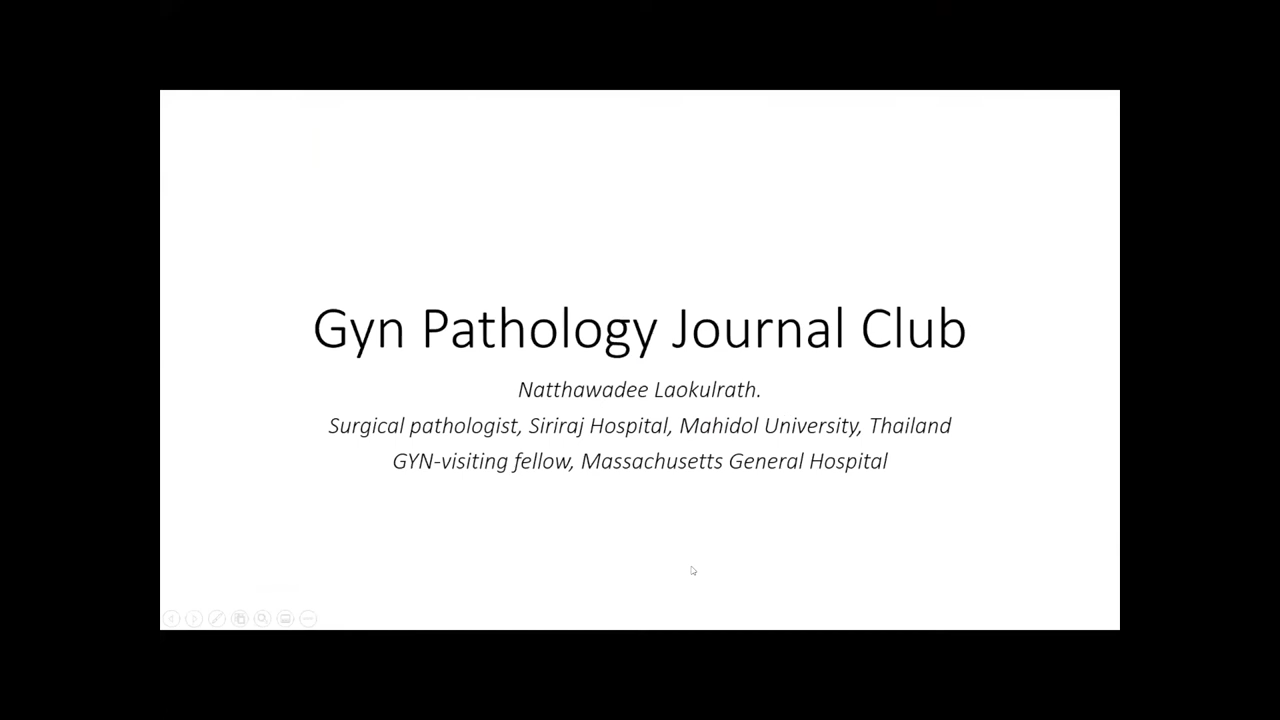 Gyn Pathology Journal Club
Natthawadee Laokulrath.
Surgical pathologist, Siriraj Hospital, Mahidol University, Thailand
GYN-visiting fellow, Massachusetts General Hospital